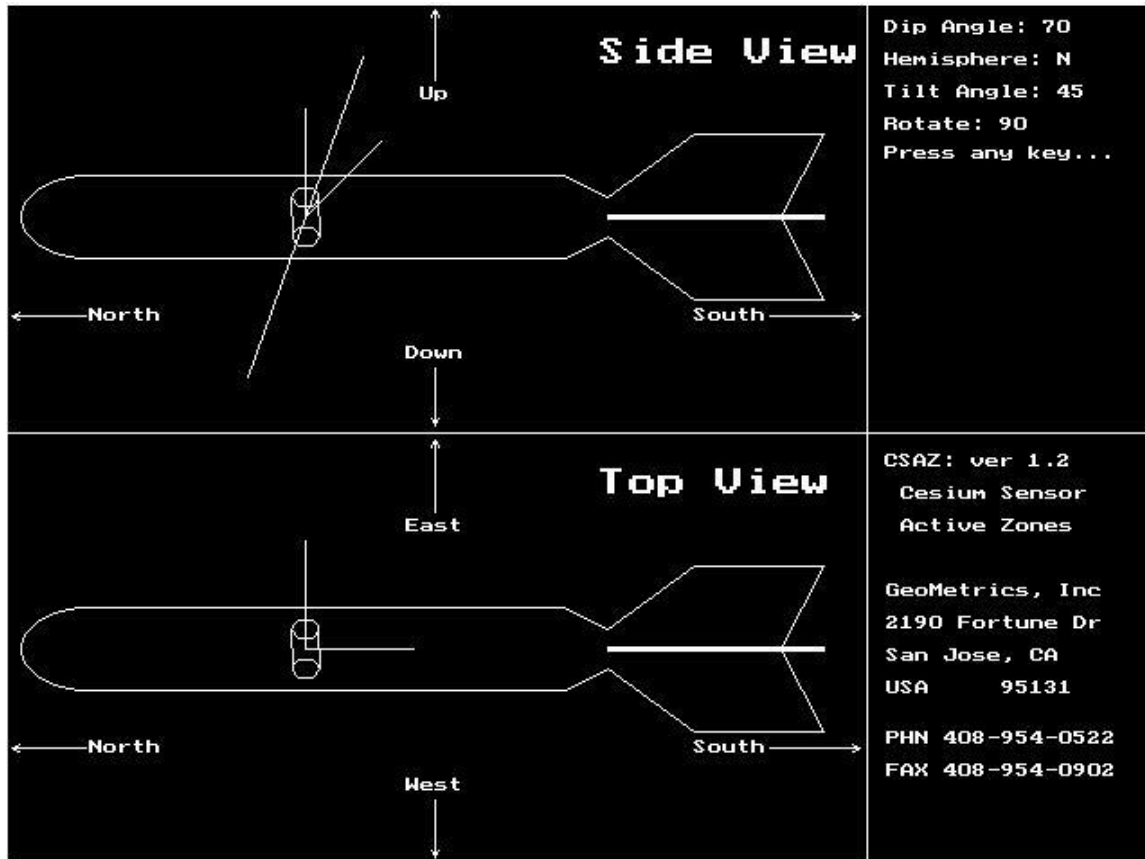 Side View
Up
North
South
Down
Dip Angle: 70
Hemisphere: N
Tilt Angle: 45
Rotate: 90
Press any key...
Top View
East
North
South
West
CSAZ: ver 1.2
Cesium Sensor
Active Zones
GeoMetrics, Inc
2190 Fortune Dr
San Jose, CA
USA 95131
PHN 408-954-0522
FAX 408-954-0902